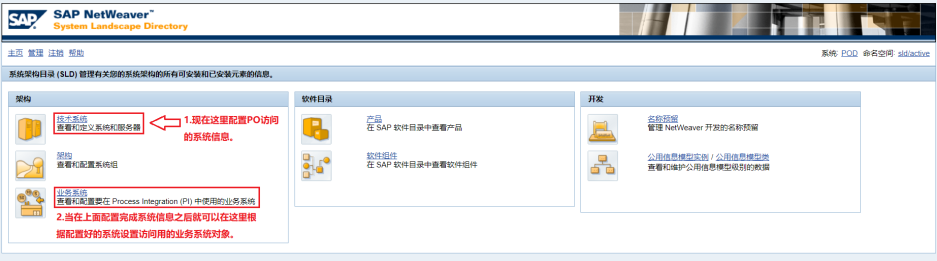 SAP
SAP NetWeaver™
System Landscape Directory
主页 管理 注销 帮助
系统: POD 命名空间: sld/active
系统架构目录 (SLD) 管理有关您的系统架构的所有可安装和已安装元素的信息。
架构
技术系统
查看和定义系统和服务器
1.现在这里配置PO访问
的系统信息。
架构
查看和配置系统组
业务系统
查看和配置要在 Process Integration (PI) 中使用的业务系统
2.当在上面配置完成系统信息之后就可以在这里根
据配置好的系统设置访问用的业务系统对象。
软件目录
产品
在 SAP 软件目录中查看产品
软件组件
在 SAP 软件目录中查看软件组件
开发
名称预留
管理 NetWeaver 开发的名称预留
公用信息模型实例 / 公用信息模型类
查看和维护公用信息模型级别的数据